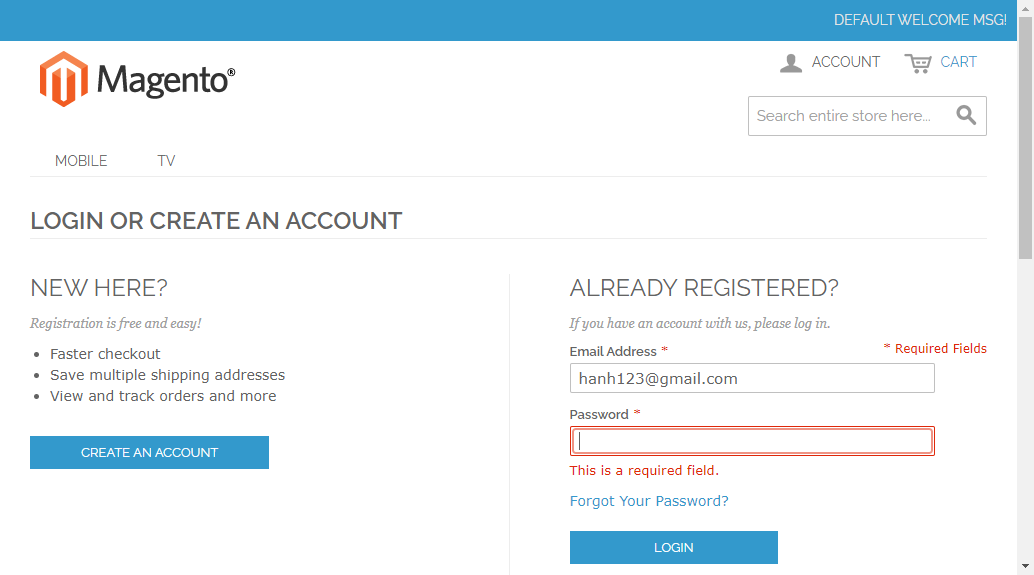 DEFAULT WELCOME MSG!
Magento®
ACCOUNT
CART
Search entire store here...
MOBILE
TV
LOGIN OR CREATE AN ACCOUNT
NEW HERE?
Registration is free and easy!
Faster checkout
Save multiple shipping addresses
View and track orders and more
CREATE AN ACCOUNT
ALREADY REGISTERED?
If you have an account with us, please log in.
* Required Fields
Email Address *
hanh123@gmail.com
Password *
This is a required field.
Forgot Your Password?
LOGIN